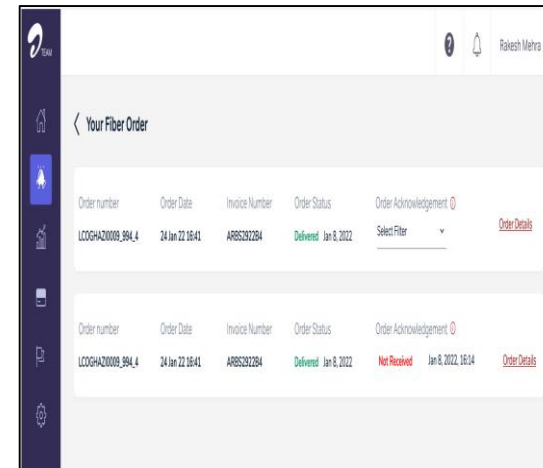 TEAM
? Rakesh Mehra
Your Fiber Order
Order number Order Date Invoice Number Order Status Order Acknowledgement
LCOGHAZI0009_994_4 24 Jan 22 16:41 ARBS2922B4 Delivered Jan 8, 2022 Select Filter Order Details
Order number Order Date Invoice Number Order Status Order Acknowledgement
LCOGHAZI0009_994_4 24 Jan 22 16:41 ARBS2922B4 Delivered Jan 8, 2022 Not Received Jan 8, 2022, 16:14 Order Details